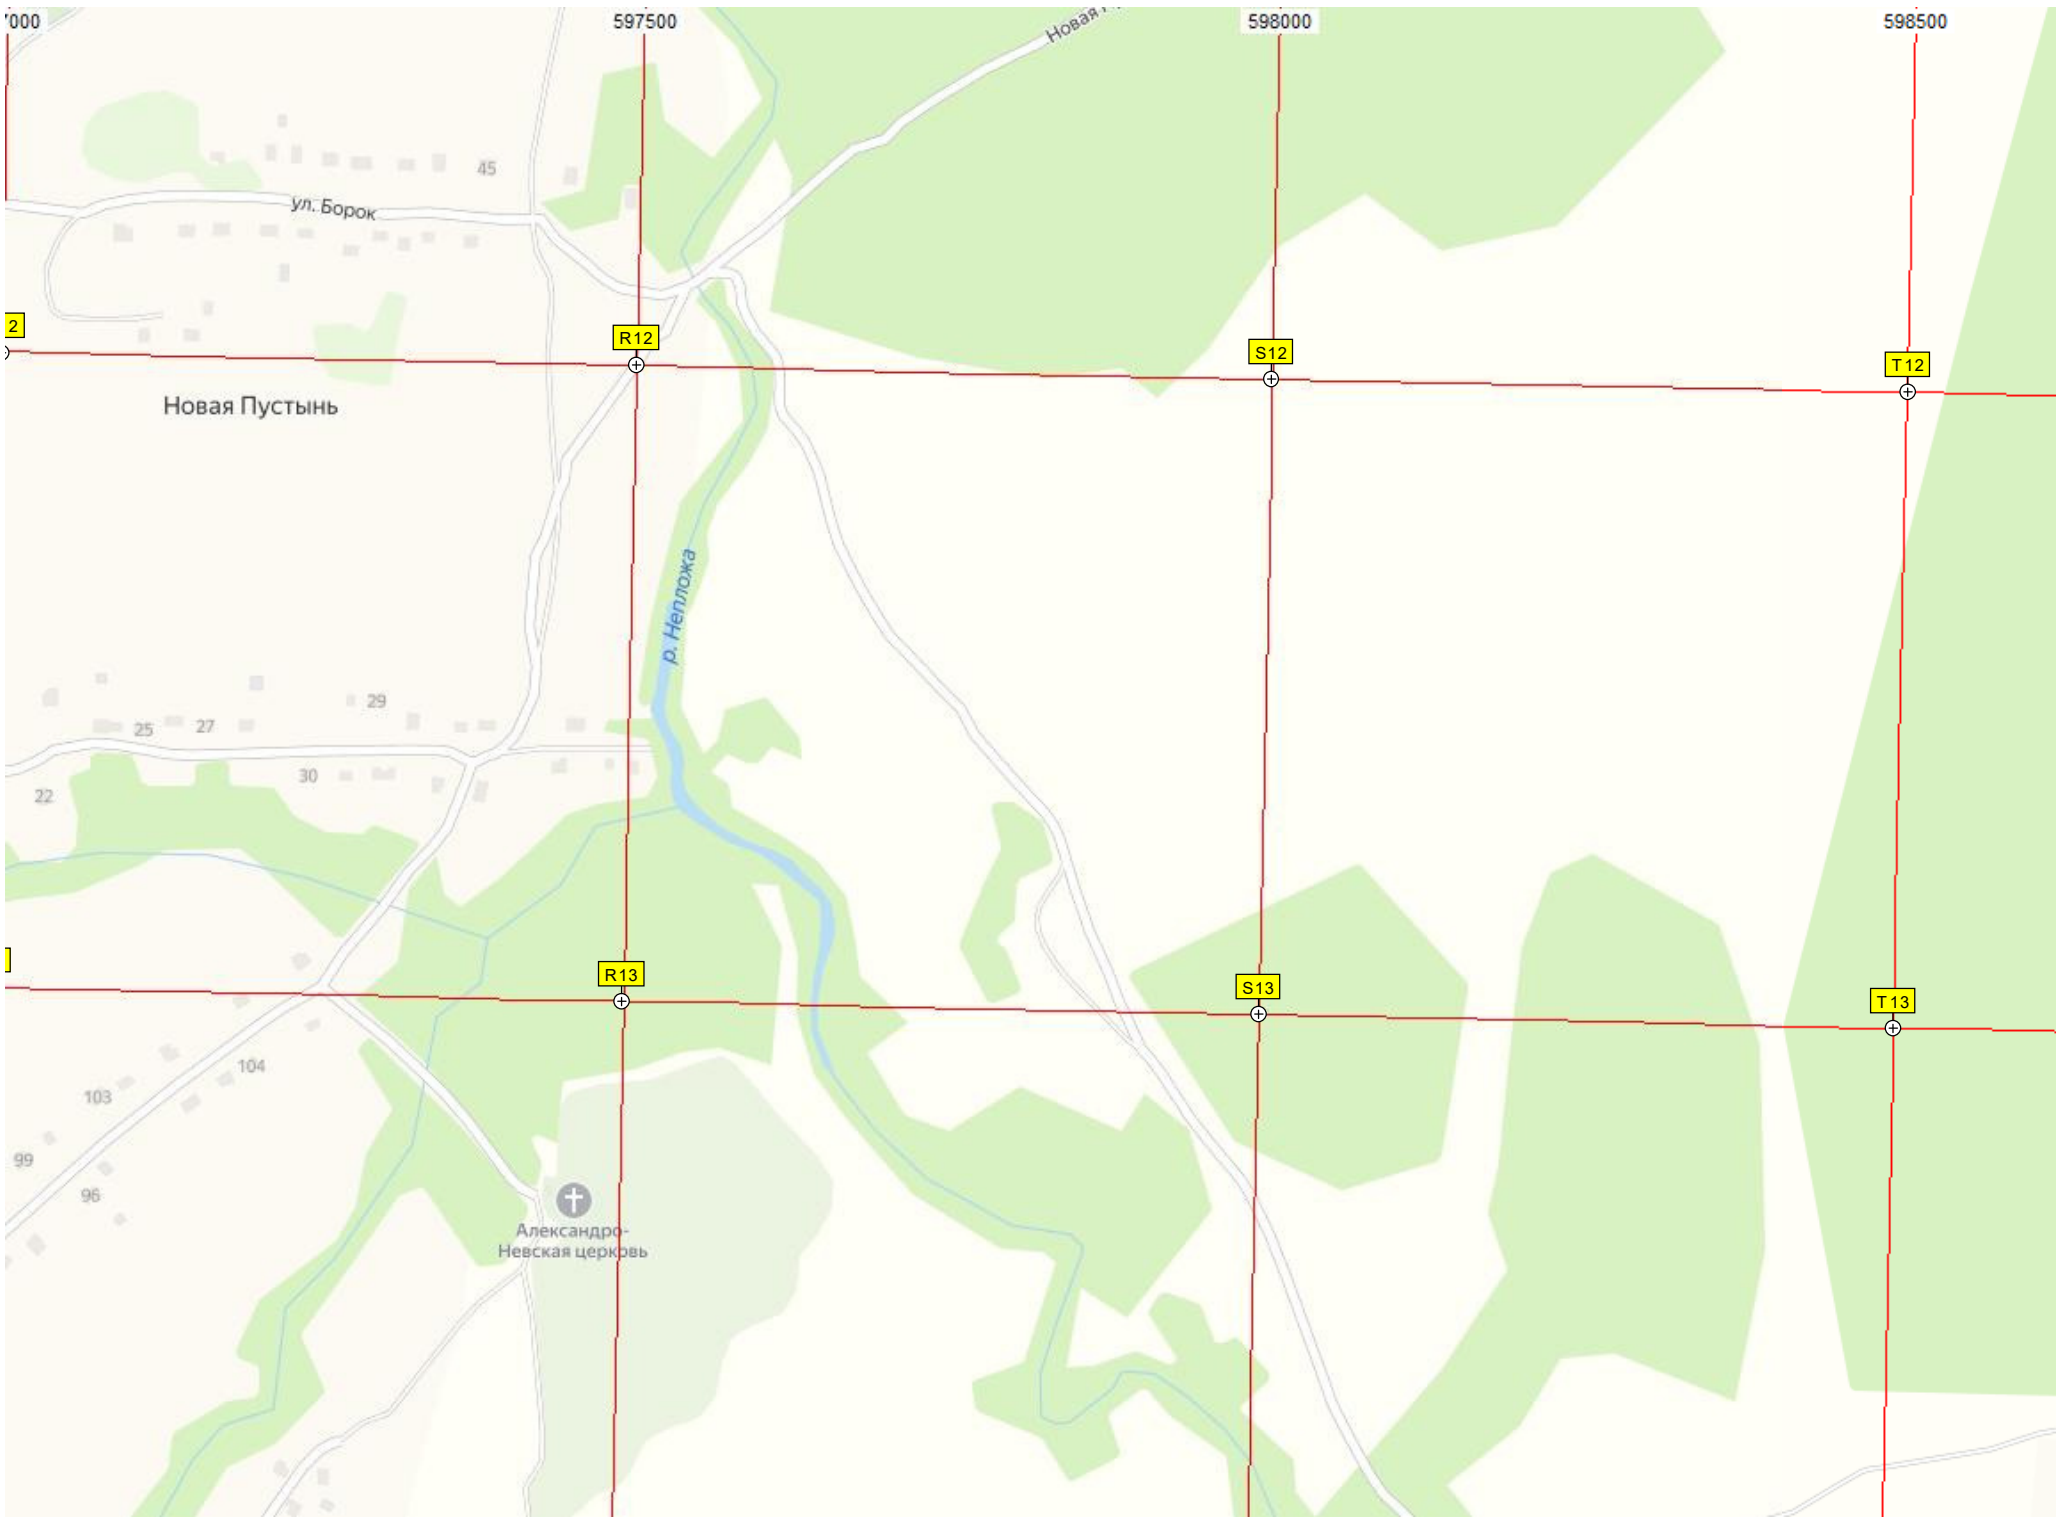 7000
597500
598000
598500
Новая
45
ул. Борок
2
R12
S12
T12
Новая Пустынь
р. Непложа
29
25
27
30
22
R13
S13
T13
104
103
99
96
Александро-
Невская церковь